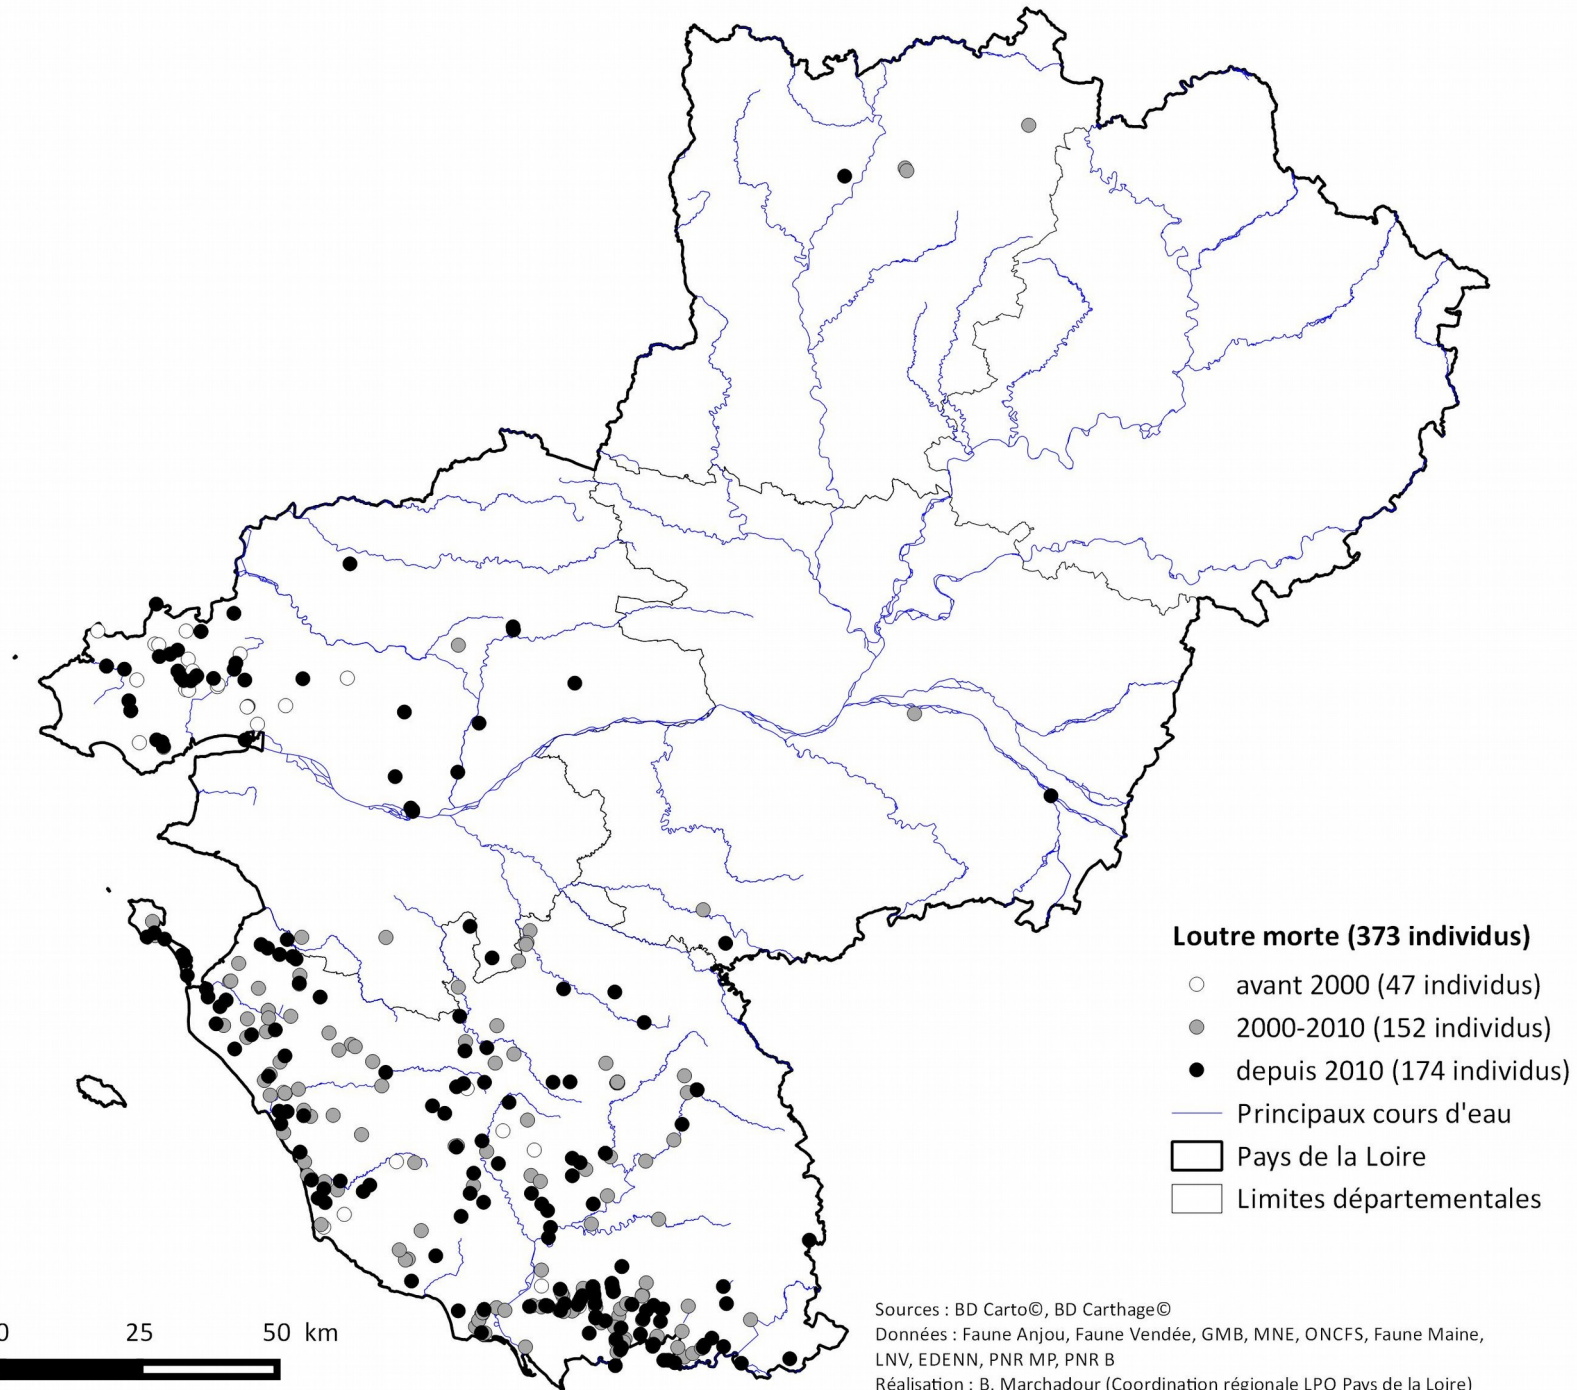 Loutre morte (373 individus)
avant 2000 (47 individus)
2000-2010 (152 individus)
depuis 2010 (174 individus)
Principaux cours d'eau
Pays de la Loire
Limites départementales
0 25 50 km
Sources : BD Carto©, BD Carthage©
Données : Faune Anjou, Faune Vendée, GMB, MNE, ONCFS, Faune Maine,
LNV, EDENN, PNR MP, PNR B
Réalisation : B. Marchadour (Coordination régionale LPO Pays de la Loire)